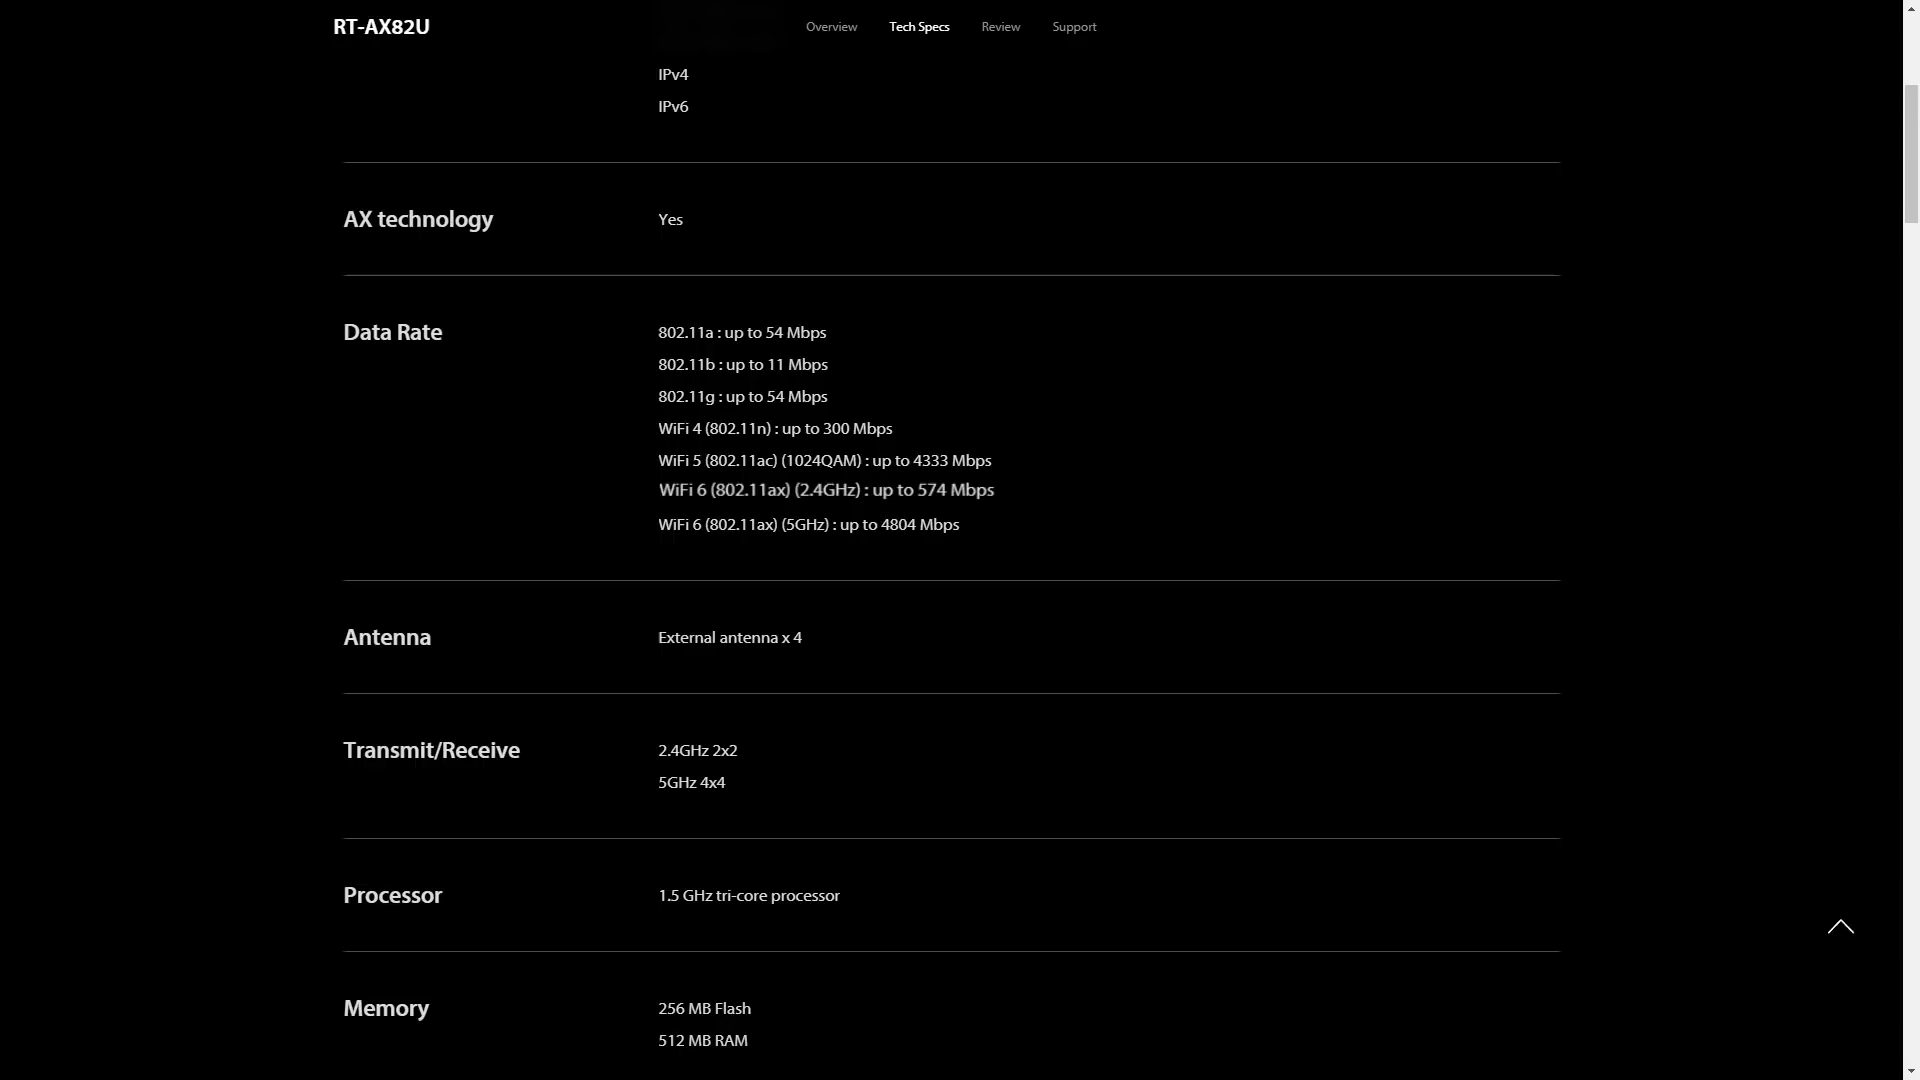 RT-AX82U Overview Tech Specs Review Support
IPv4
IPv6
AX technology Yes
Data Rate 802.11a : up to 54 Mbps
802.11b : up to 11 Mbps
802.11g : up to 54 Mbps
WiFi 4 (802.11n) : up to 300 Mbps
WiFi 5 (802.11ac) (1024QAM) : up to 4333 Mbps
WiFi 6 (802.11ax) (2.4GHz) : up to 574 Mbps
WiFi 6 (802.11ax) (5GHz) : up to 4804 Mbps
Antenna External antenna x 4
Transmit/Receive 2.4GHz 2x2
5GHz 4x4
Processor 1.5 GHz tri-core processor
Memory 256 MB Flash
512 MB RAM